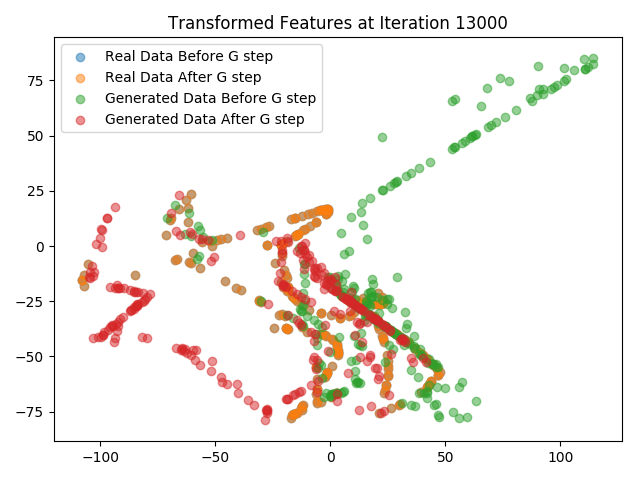 Transformed Features at Iteration 13000
Real Data Before G step
Real Data After G step
Generated Data Before G step
Generated Data After G step
75
50
25
0
−25
−50
−75
−100
−50
0
50
100